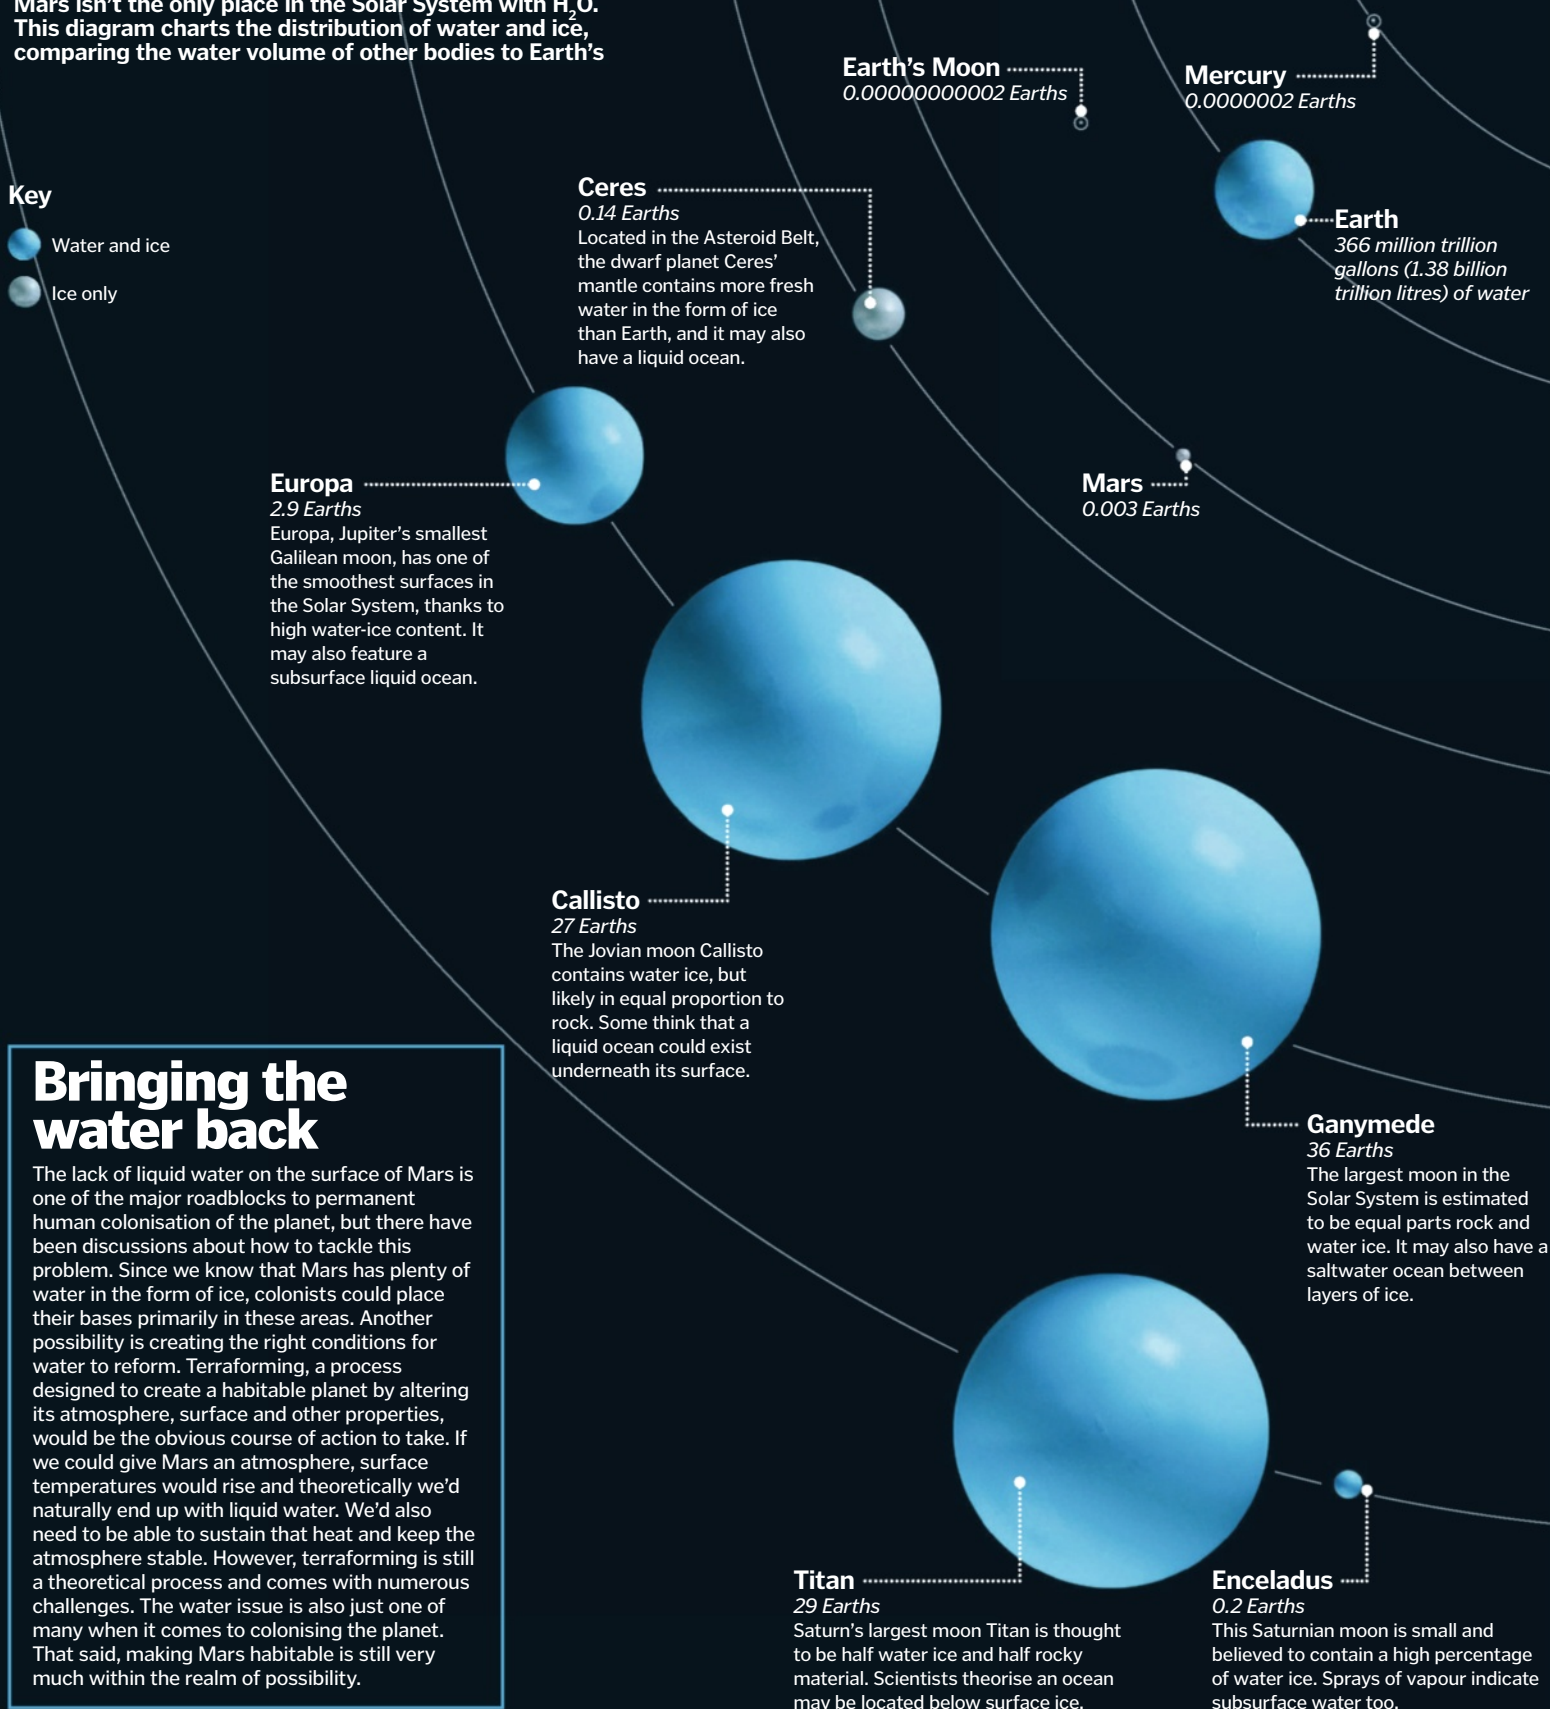 Mars isn't the only place in the Solar System with H₂O.
This diagram charts the distribution of water and ice,
comparing the water volume of other bodies to Earth's
Earth's Moon
0.00000000002 Earths
Mercury
0.0000002 Earths
Key
Water and ice
Ice only
Ceres
0.14 Earths
Located in the Asteroid Belt,
the dwarf planet Ceres'
mantle contains more fresh
water in the form of ice
than Earth, and it may also
have a liquid ocean.
Earth
366 million trillion
gallons (1.38 billion
trillion litres) of water
Europa
2.9 Earths
Europa, Jupiter's smallest
Galilean moon, has one of
the smoothest surfaces in
the Solar System, thanks to
high water-ice content. It
may also feature a
subsurface liquid ocean.
Mars
0.003 Earths
Callisto
27 Earths
The Jovian moon Callisto
contains water ice, but
likely in equal proportion to
rock. Some think that a
liquid ocean could exist
underneath its surface.
Ganymede
36 Earths
The largest moon in the
Solar System is estimated
to be equal parts rock and
water ice. It may also have a
saltwater ocean between
layers of ice.
Bringing the
water back
The lack of liquid water on the surface of Mars is
one of the major roadblocks to permanent
human colonisation of the planet, but there have
been discussions about how to tackle this
problem. Since we know that Mars has plenty of
water in the form of ice, colonists could place
their bases primarily in these areas. Another
possibility is creating the right conditions for
water to reform. Terraforming, a process
designed to create a habitable planet by altering
its atmosphere, surface and other properties,
would be the obvious course of action to take. If
we could give Mars an atmosphere, surface
temperatures would rise and theoretically we'd
naturally end up with liquid water. We'd also
need to be able to sustain that heat and keep the
atmosphere stable. However, terraforming is still
a theoretical process and comes with numerous
challenges. The water issue is also just one of
many when it comes to colonising the planet.
That said, making Mars habitable is still very
much within the realm of possibility.
Titan
29 Earths
Saturn's largest moon Titan is thought
to be half water ice and half rocky
material. Scientists theorise an ocean
may be located below surface ice.
Enceladus
0.2 Earths
This Saturnian moon is small and
believed to contain a high percentage
of water ice. Sprays of vapour indicate
subsurface water too.